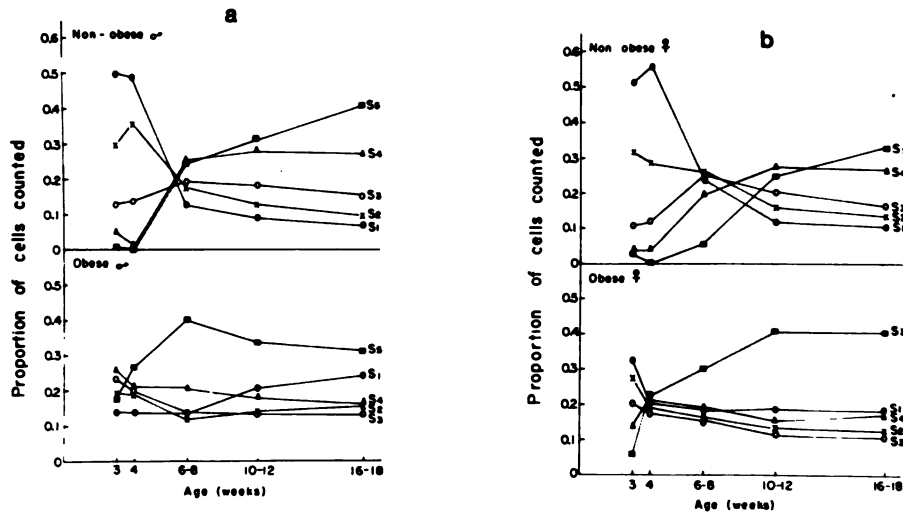 a
Non-obese ♂
Proportion of cells counted
0.6
0.5
0.4
0.3
0.2
0.1
0
S5
S4
S3
S2
S1
Obese ♂
0.5
0.4
0.3
0.2
0.1
0
S5
S1
S4
S2
S3
3 4 6-8 10-12 16-18
Age (weeks)
b
Non obese ♀
Proportion of cells counted
0.6
0.5
0.4
0.3
0.2
0.1
0
S4
Obese ♀
0.5
0.4
0.3
0.2
0.1
0
3 4 6-8 10-12 16-18
Age (weeks)